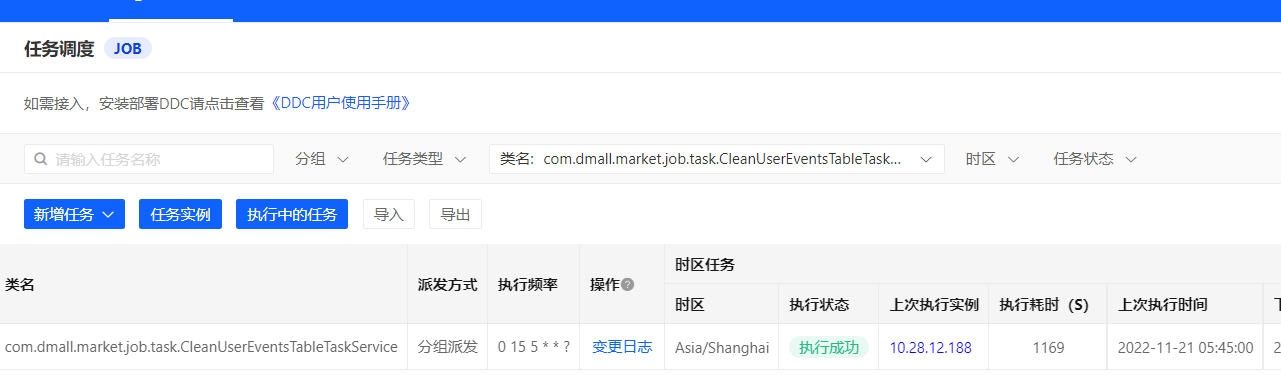 任务调度 JOB
如需接入，安装部署DDC请点击查看《DDC用户使用手册》
请输入任务名称 分组 任务类型 类名: com.dmall.market.job.task.CleanUserEventsTableTask... 时区 任务状态
新增任务 任务实例 执行中的任务 导入 导出
时区任务
类名 派发方式 执行频率 操作
时区 执行状态 上次执行实例 执行耗时（S） 上次执行时间
com.dmall.market.job.task.CleanUserEventsTableTaskService 分组派发 0 15 5 * * ? 变更日志 Asia/Shanghai 执行成功 10.28.12.188 1169 2022-11-21 05:45:00 2